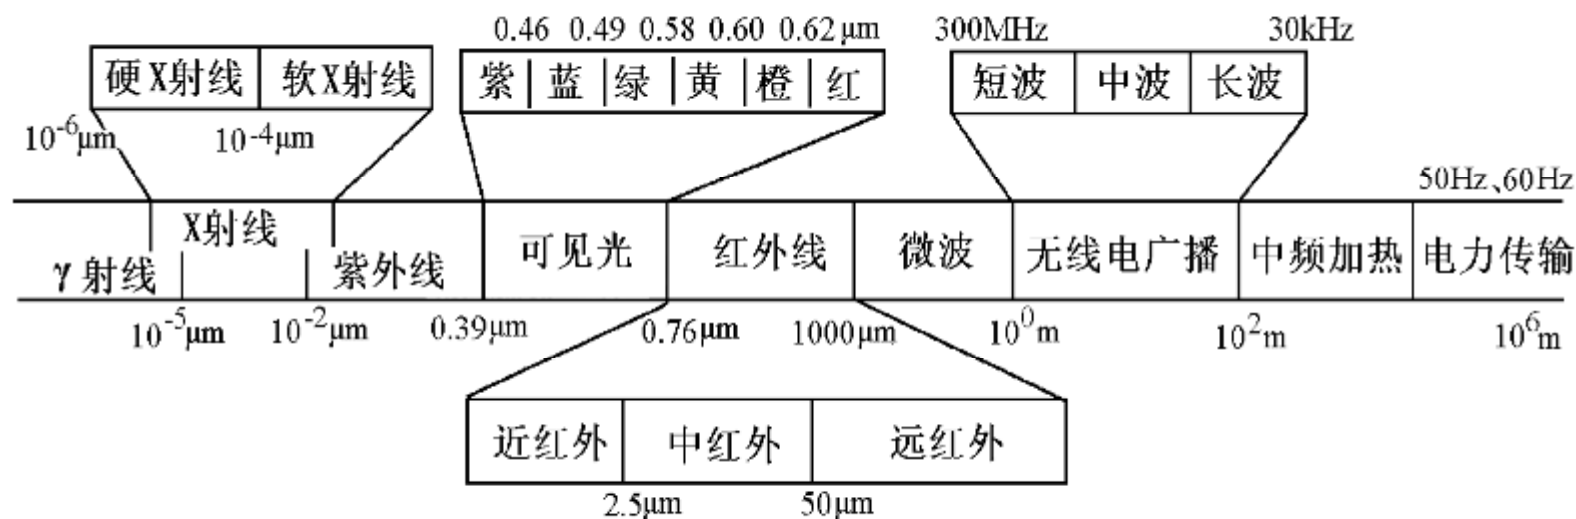 0.46 0.49 0.58 0.60 0.62μm
300MHz 30kHz
硬X射线 软X射线
紫 蓝 绿 黄 橙 红
短波 中波 长波
10⁻⁶μm 10⁻⁴μm
50Hz、60Hz
γ射线 X射线 紫外线 可见光 红外线 微波 无线电广播 中频加热 电力传输
10⁻⁵μm 10⁻²μm 0.39μm 0.76μm 1000μm 10⁰m 10²m 10⁶m
近红外 中红外 远红外
2.5μm 50μm